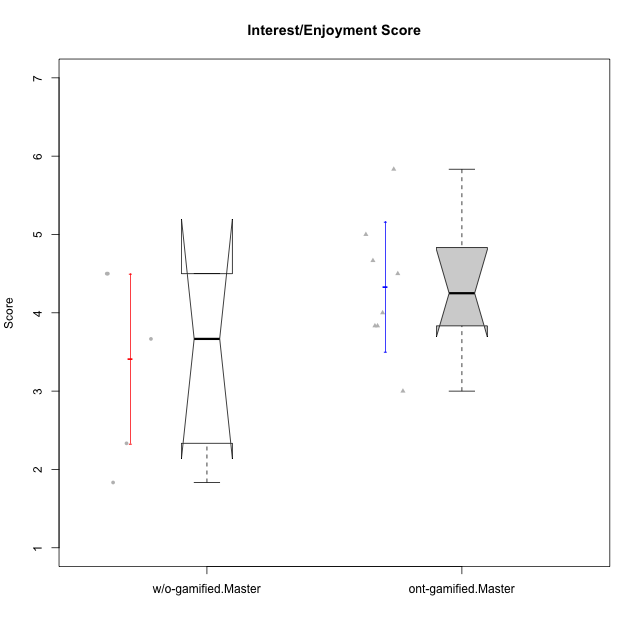 Interest/Enjoyment Score
7
6
5
4
3
2
1
Score
w/o-gamified.Master
ont-gamified.Master